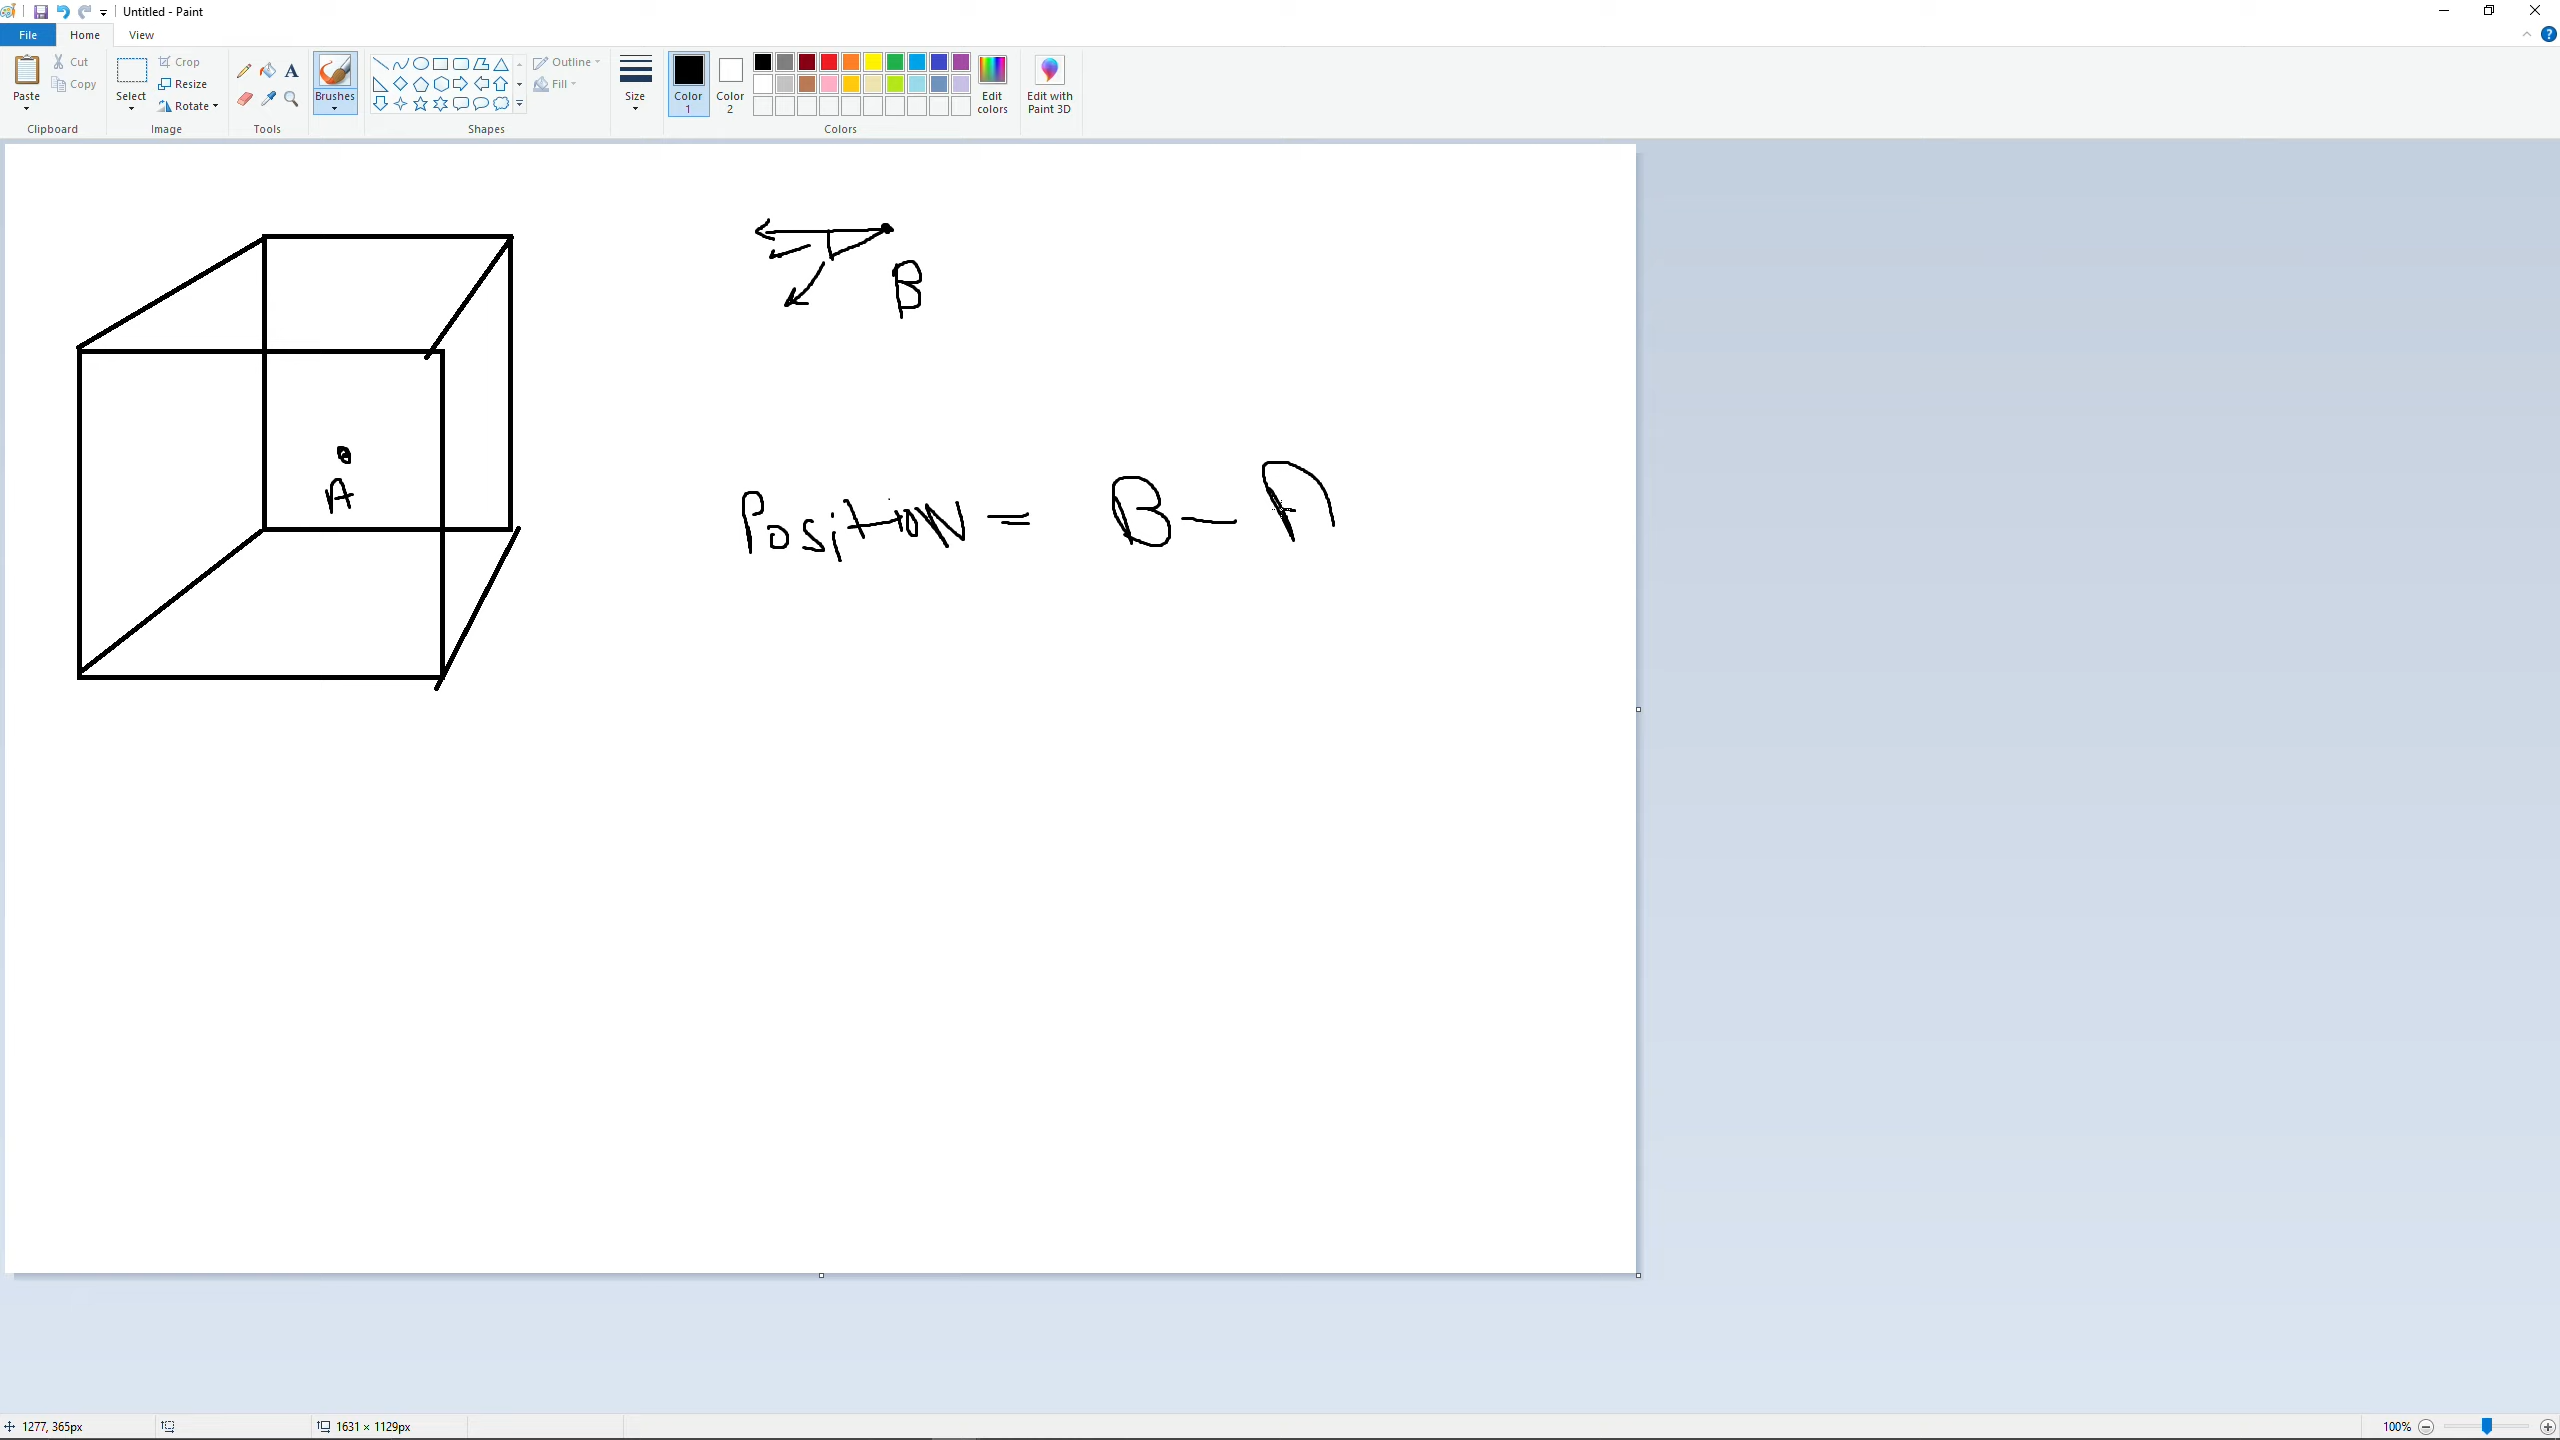 Untitled - Paint
File Home View
Paste Cut Copy Select Crop Resize Rotate Brushes Outline Fill Size Color 1 Color 2 Edit colors Edit with Paint 3D
Clipboard Image Tools Shapes Colors
B
A
Position = B - A
1277, 365px 1631 × 1129px 100%